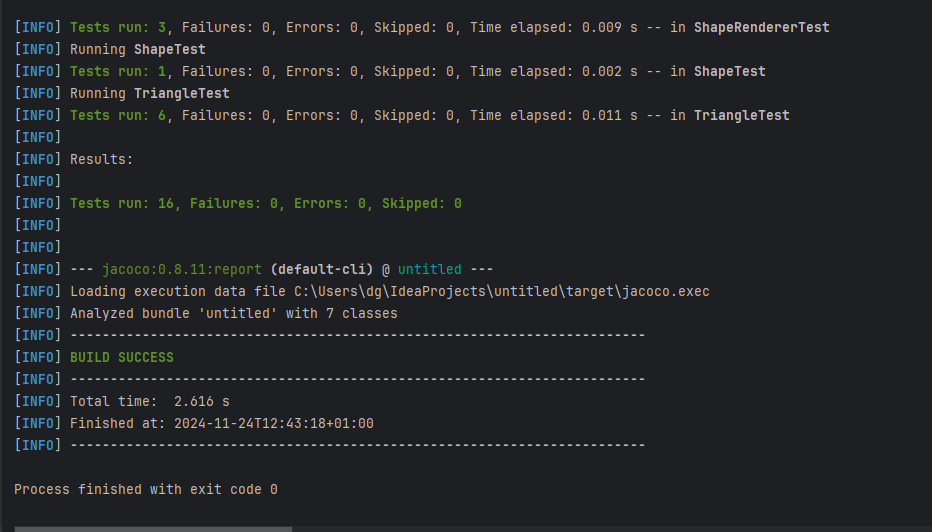 [INFO] Tests run: 3, Failures: 0, Errors: 0, Skipped: 0, Time elapsed: 0.009 s -- in ShapeRendererTest
[INFO] Running ShapeTest
[INFO] Tests run: 1, Failures: 0, Errors: 0, Skipped: 0, Time elapsed: 0.002 s -- in ShapeTest
[INFO] Running TriangleTest
[INFO] Tests run: 6, Failures: 0, Errors: 0, Skipped: 0, Time elapsed: 0.011 s -- in TriangleTest
[INFO]
[INFO] Results:
[INFO]
[INFO] Tests run: 16, Failures: 0, Errors: 0, Skipped: 0
[INFO]
[INFO]
[INFO] --- jacoco:0.8.11:report (default-cli) @ untitled ---
[INFO] Loading execution data file C:\Users\dg\IdeaProjects\untitled\target\jacoco.exec
[INFO] Analyzed bundle 'untitled' with 7 classes
[INFO] ------------------------------------------------------------------------
[INFO] BUILD SUCCESS
[INFO] ------------------------------------------------------------------------
[INFO] Total time:  2.616 s
[INFO] Finished at: 2024-11-24T12:43:18+01:00
[INFO] ------------------------------------------------------------------------
Process finished with exit code 0